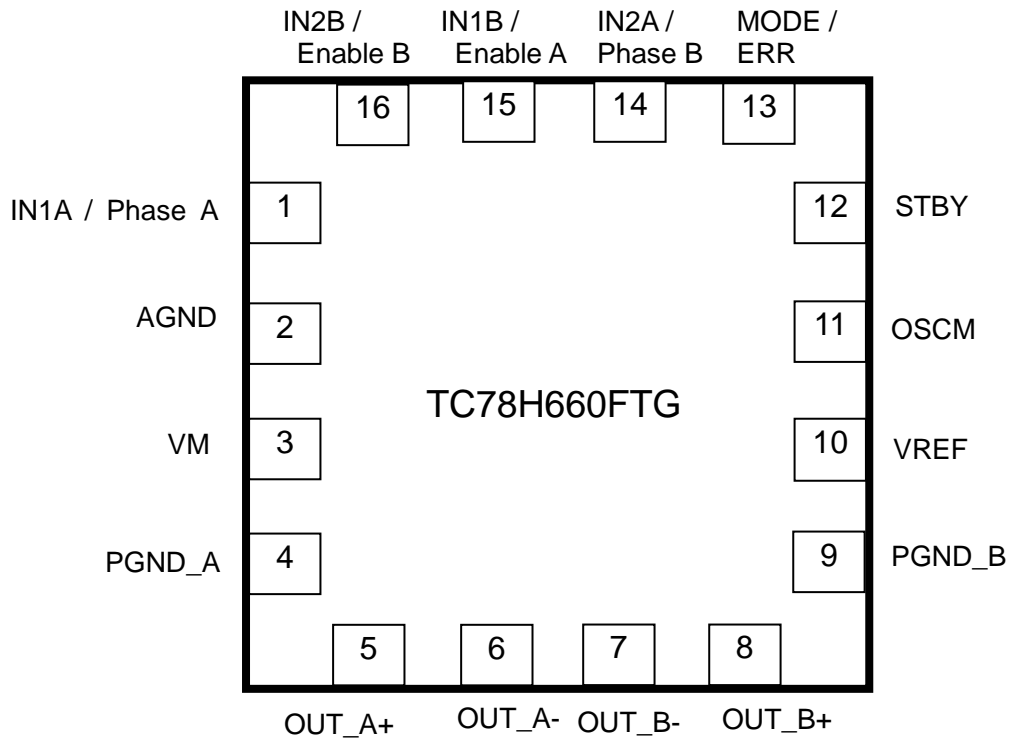 IN2B /
Enable B
IN1B /
Enable A
IN2A /
Phase B
MODE /
ERR
16
15
14
13
IN1A / Phase A
1
12
STBY
AGND
2
11
OSCM
TC78H660FTG
VM
3
10
VREF
PGND_A
4
9
PGND_B
5
6
7
8
OUT_A+
OUT_A-
OUT_B-
OUT_B+